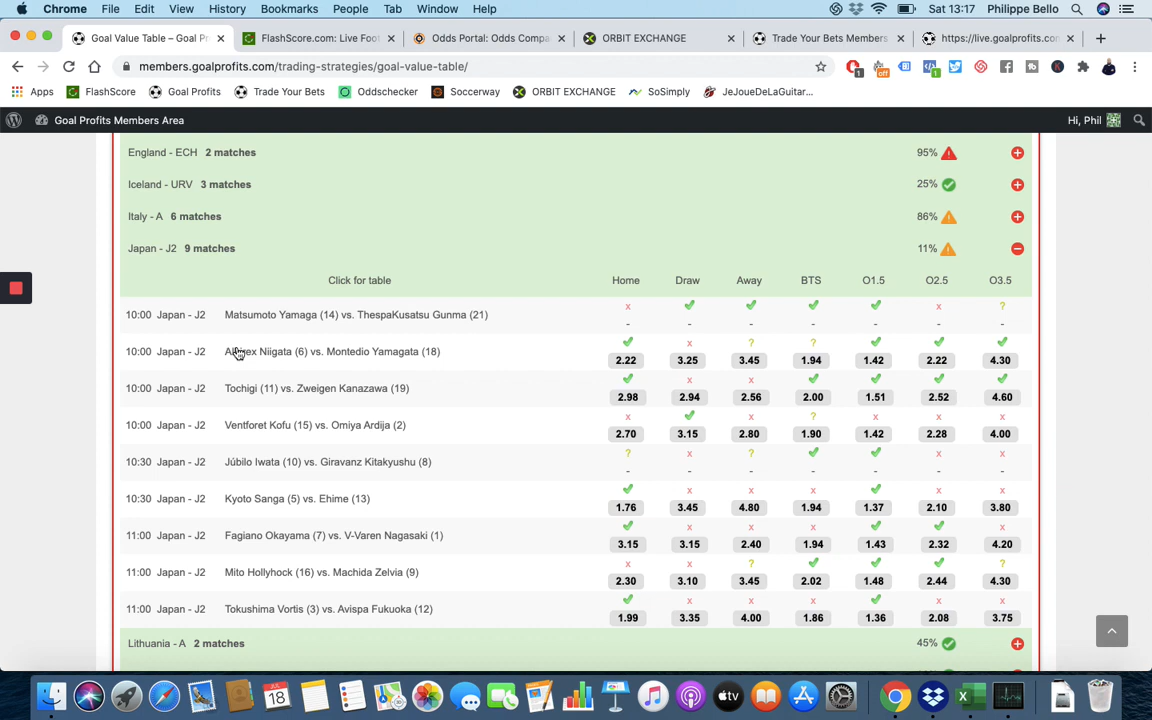 Chrome File Edit View History Bookmarks People Tab Window Help Sat 13:17 Philippe Bello
Goal Value Table – Goal Pr FlashScore.com: Live Foot Odds Portal: Odds Compa ORBIT EXCHANGE Trade Your Bets Members https://live.goalprofits.com
members.goalprofits.com/trading-strategies/goal-value-table/
Apps FlashScore Goal Profits Trade Your Bets Oddschecker Soccerway ORBIT EXCHANGE SoSimply JeJoueDeLaGuitar...
Goal Profits Members Area Hi, Phil
England - ECH 2 matches 95%
Iceland - URV 3 matches 25%
Italy - A 6 matches 86%
Japan - J2 9 matches 11%
Click for table Home Draw Away BTS O1.5 O2.5 O3.5
10:00 Japan - J2 Matsumoto Yamaga (14) vs. ThespaKusatsu Gunma (21) x x ?
- - - - - - -
10:00 Japan - J2 Albirex Niigata (6) vs. Montedio Yamagata (18) x ? ?
2.22 3.25 3.45 1.94 1.42 2.22 4.30
10:00 Japan - J2 Tochigi (11) vs. Zweigen Kanazawa (19) x x
2.98 2.94 2.56 2.00 1.51 2.52 4.60
10:00 Japan - J2 Ventforet Kofu (15) vs. Omiya Ardija (2) x x ? x x x
2.70 3.15 2.80 1.90 1.42 2.28 4.00
10:30 Japan - J2 Júbilo Iwata (10) vs. Giravanz Kitakyushu (8) ? x ? x x
- - - - - - -
10:30 Japan - J2 Kyoto Sanga (5) vs. Ehime (13) x x x x x
1.76 3.45 4.80 1.94 1.37 2.10 3.80
11:00 Japan - J2 Fagiano Okayama (7) vs. V-Varen Nagasaki (1) x x x x
3.15 3.15 2.40 1.94 1.43 2.32 4.20
11:00 Japan - J2 Mito Hollyhock (16) vs. Machida Zelvia (9) x x ? ?
2.30 3.10 3.45 2.02 1.48 2.44 4.30
11:00 Japan - J2 Tokushima Vortis (3) vs. Avispa Fukuoka (12) x x x x x
1.99 3.35 4.00 1.86 1.36 2.08 3.75
Lithuania - A 2 matches 45%